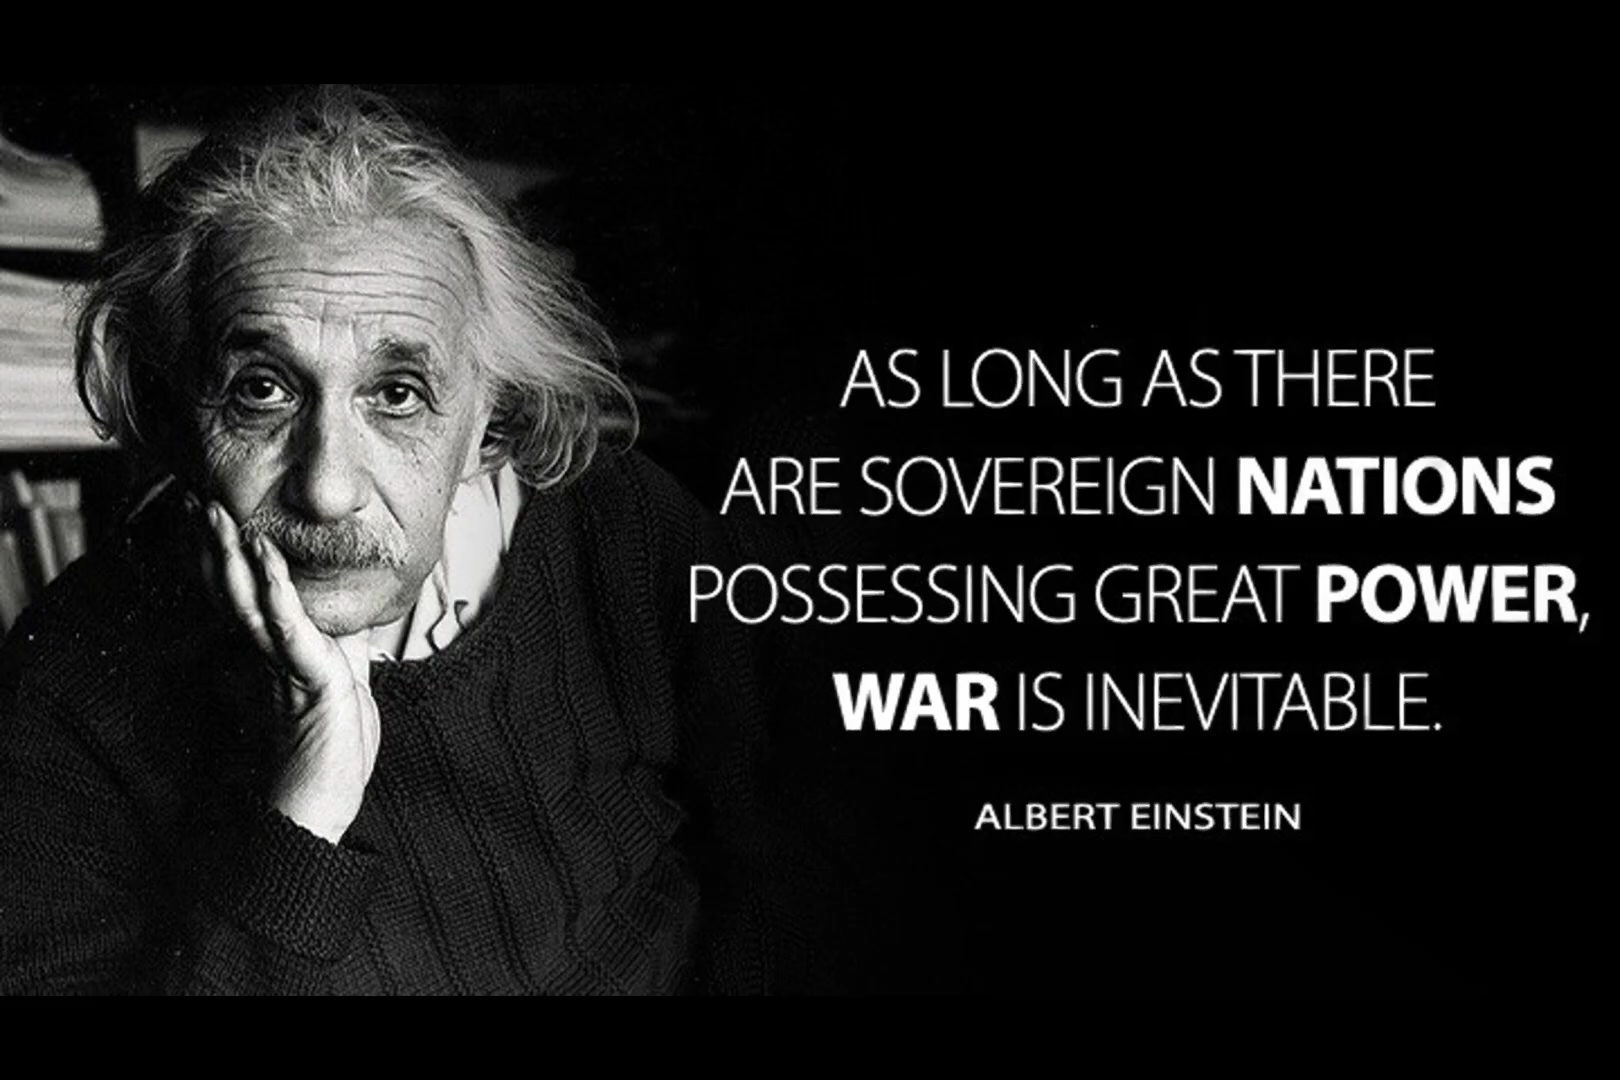 AS LONG AS THERE
ARE SOVEREIGN NATIONS
POSSESSING GREAT POWER,
WAR IS INEVITABLE.
ALBERT EINSTEIN